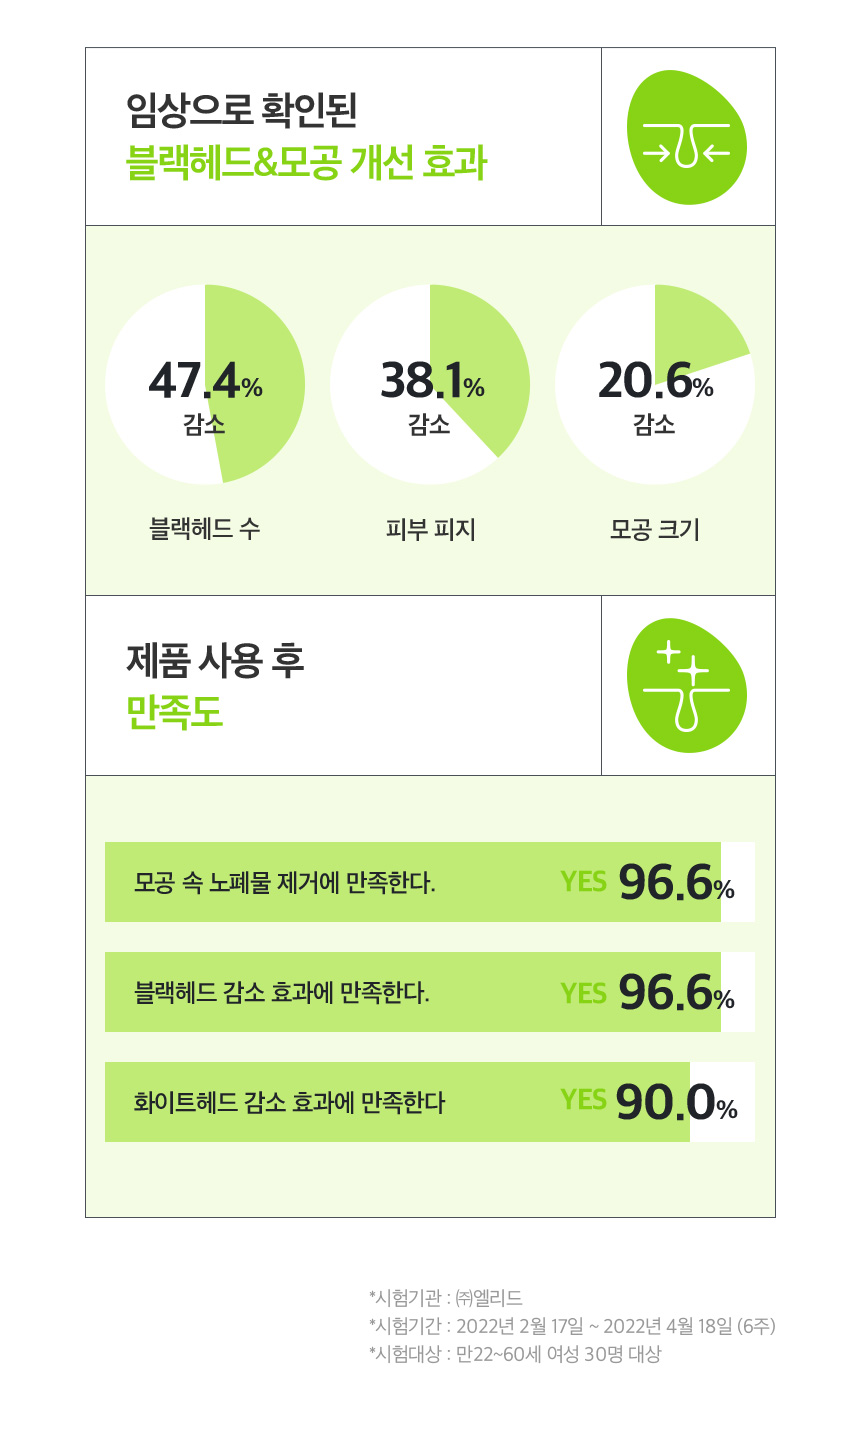 임상으로 확인된
블랙헤드&모공 개선 효과
47.4%
감소
블랙헤드 수
38.1%
감소
피부 피지
20.6%
감소
모공 크기
제품 사용 후
만족도
모공 속 노폐물 제거에 만족한다. YES 96.6%
블랙헤드 감소 효과에 만족한다. YES 96.6%
화이트헤드 감소 효과에 만족한다 YES 90.0%
*시험기관 : ㈜엘리드
*시험기간 : 2022년 2월 17일 ~ 2022년 4월 18일 (6주)
*시험대상 : 만22~60세 여성 30명 대상